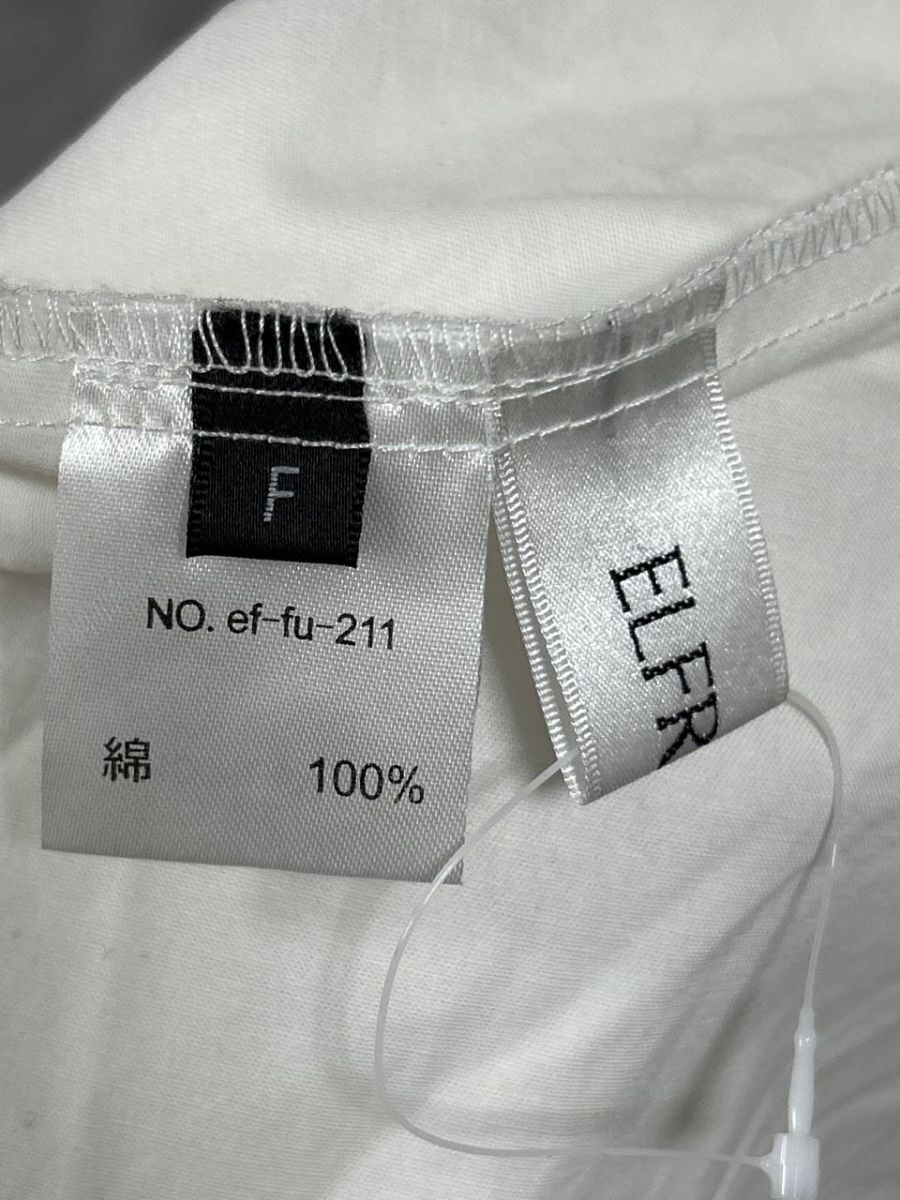 F
NO. ef-fu-211
綿 100%
ELFR